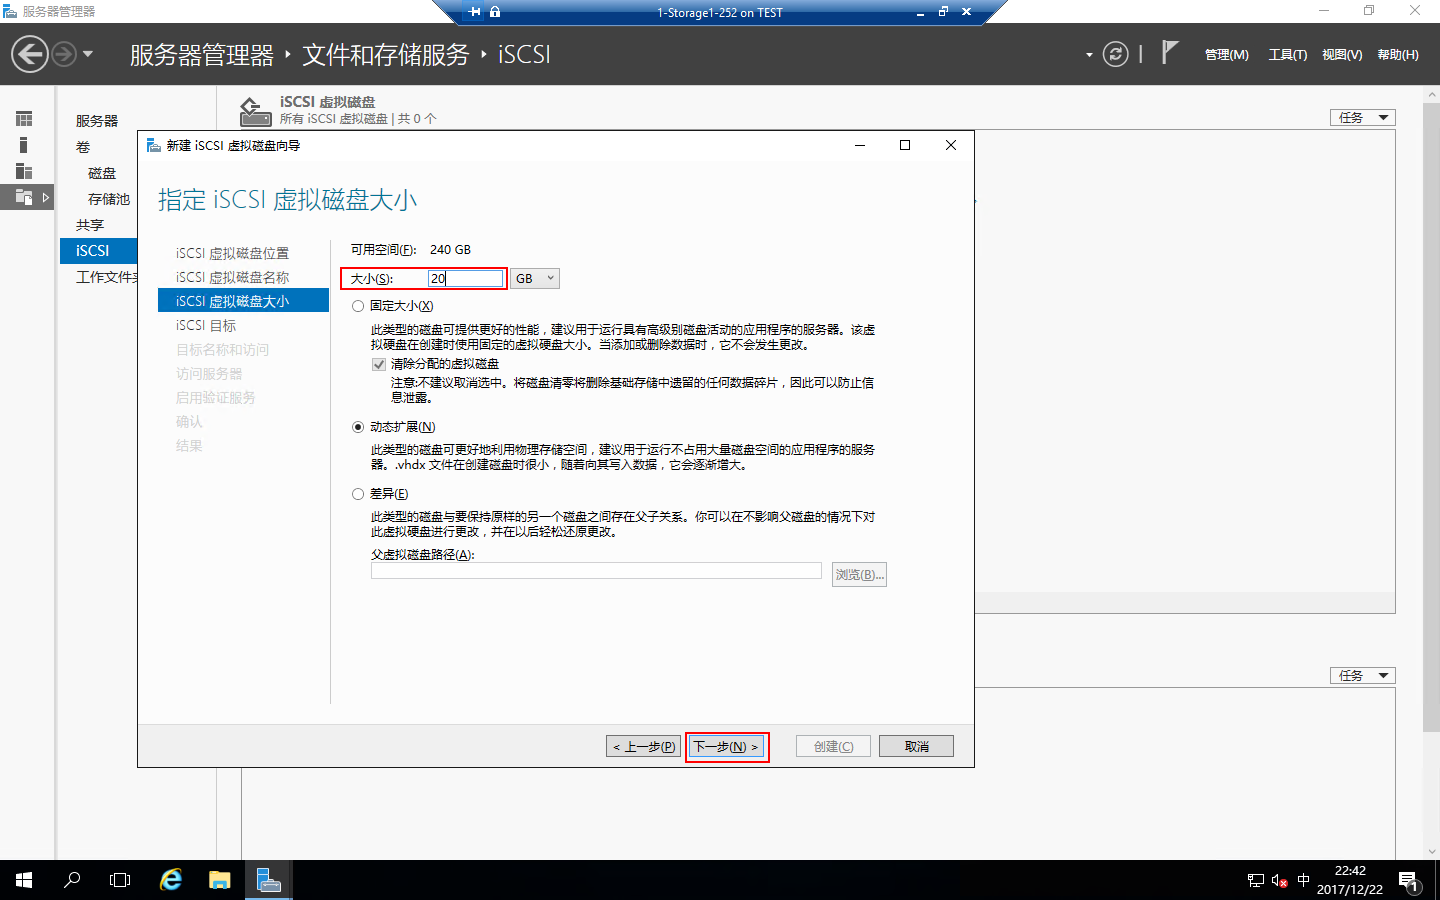 服务器管理器
1-Storage1-252 on TEST
服务器管理器 · 文件和存储服务 · iSCSI
管理(M) 工具(T) 视图(V) 帮助(H)
服务器
卷
磁盘
存储池
共享
iSCSI
工作文件夹
iSCSI 虚拟磁盘
所有 iSCSI 虚拟磁盘 | 共 0 个
任务
新建 iSCSI 虚拟磁盘向导
指定 iSCSI 虚拟磁盘大小
iSCSI 虚拟磁盘位置
iSCSI 虚拟磁盘名称
iSCSI 虚拟磁盘大小
iSCSI 目标
目标名称和访问
访问服务器
启用验证服务
确认
结果
可用空间(F): 240 GB
大小(S): 20 GB
固定大小(X)
此类型的磁盘可提供更好的性能，建议用于运行具有高级别磁盘活动的应用程序的服务器。该虚
拟硬盘在创建时使用固定的虚拟硬盘大小。当添加或删除数据时，它不会发生更改。
清除分配的虚拟磁盘
注意:不建议取消选中。将磁盘清零将删除基础存储中遗留的任何数据碎片，因此可以防止信
息泄露。
动态扩展(N)
此类型的磁盘可更好地利用物理存储空间，建议用于运行不占用大量磁盘空间的应用程序的服务
器。.vhdx 文件在创建磁盘时很小，随着向其写入数据，它会逐渐增大。
差异(E)
此类型的磁盘与要保持原样的另一个磁盘之间存在父子关系。你可以在不影响父磁盘的情况下对
此虚拟硬盘进行更改，并在以后轻松还原更改。
父虚拟磁盘路径(A):
浏览(B)...
任务
< 上一步(P) 下一步(N) > 创建(C) 取消
中
22:42
2017/12/22
1